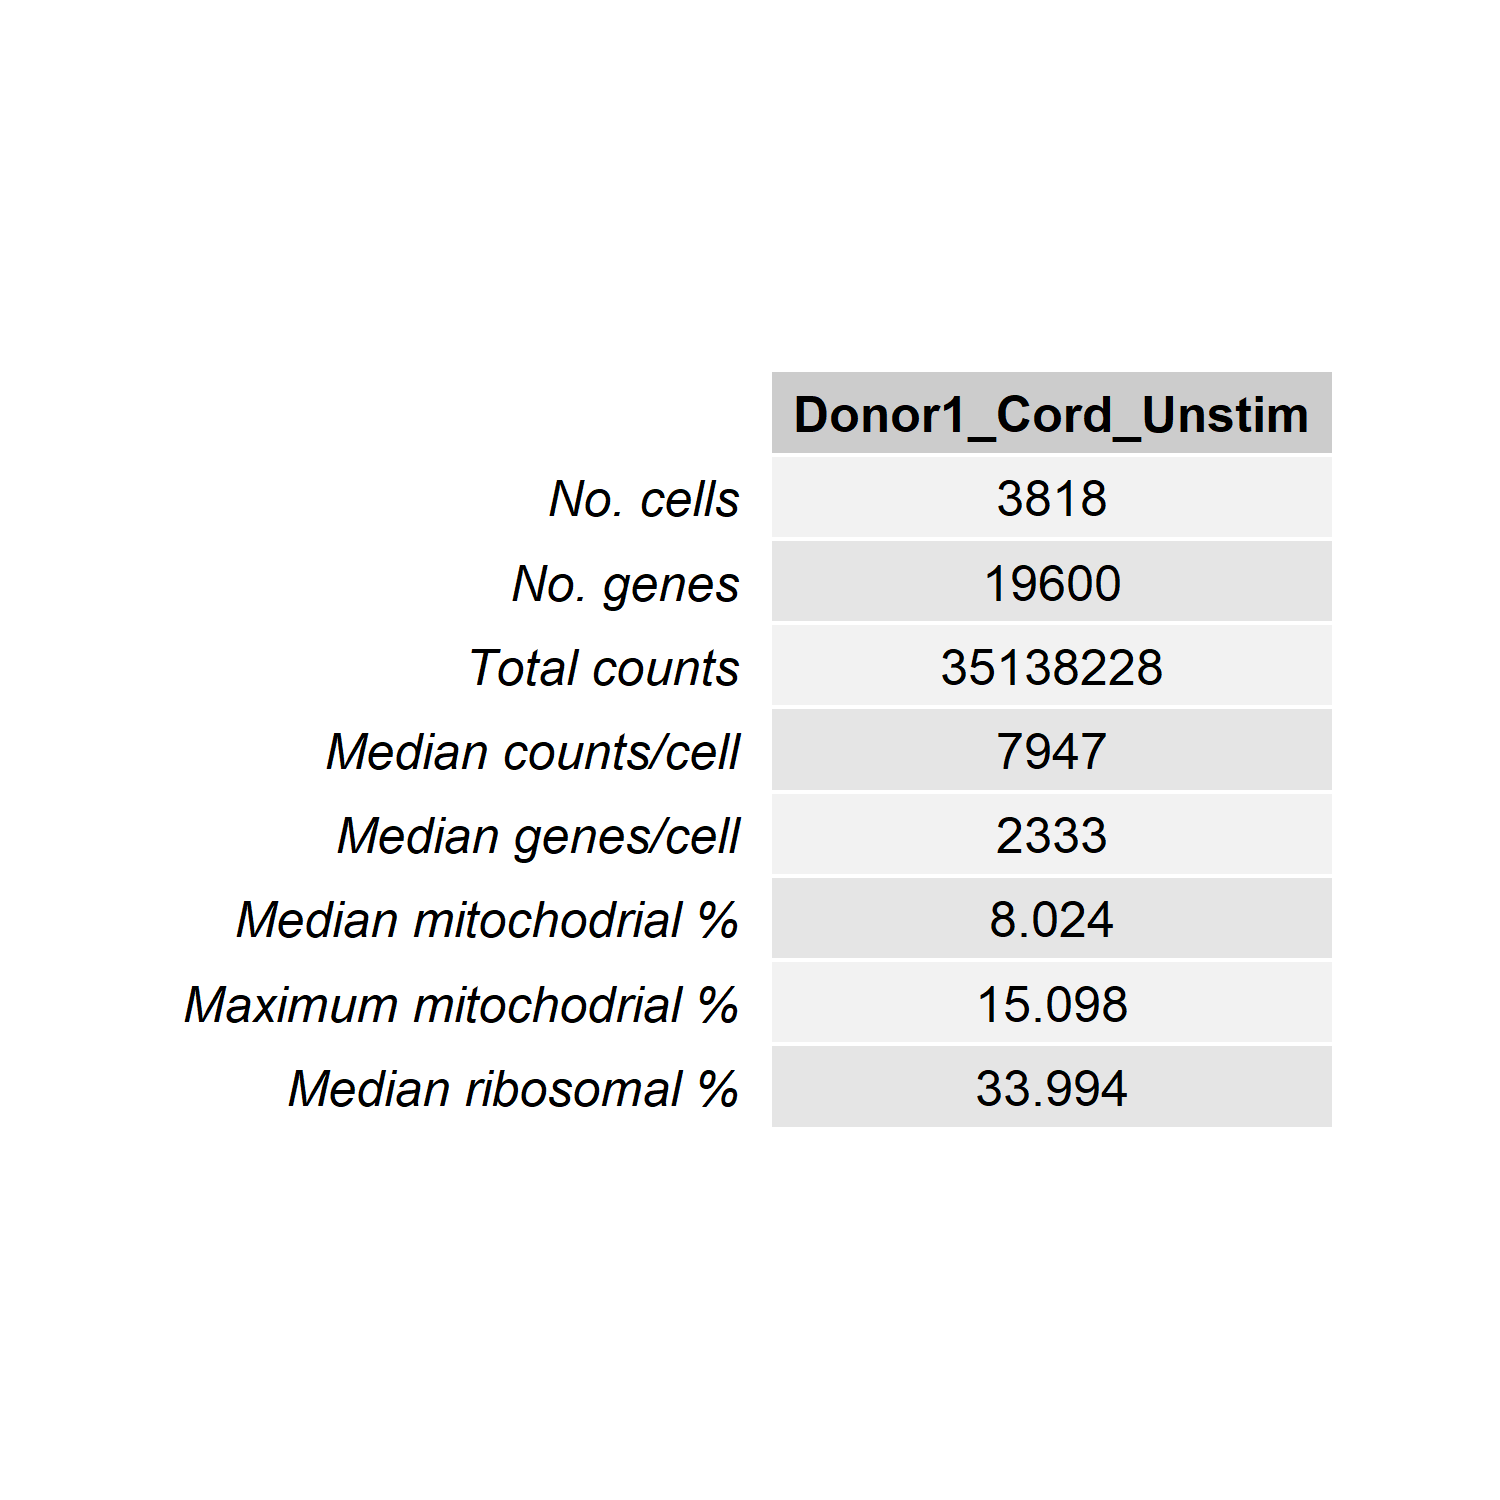 Donor1_Cord_Unstim
No. cells 3818
No. genes 19600
Total counts 35138228
Median counts/cell 7947
Median genes/cell 2333
Median mitochodrial % 8.024
Maximum mitochodrial % 15.098
Median ribosomal % 33.994